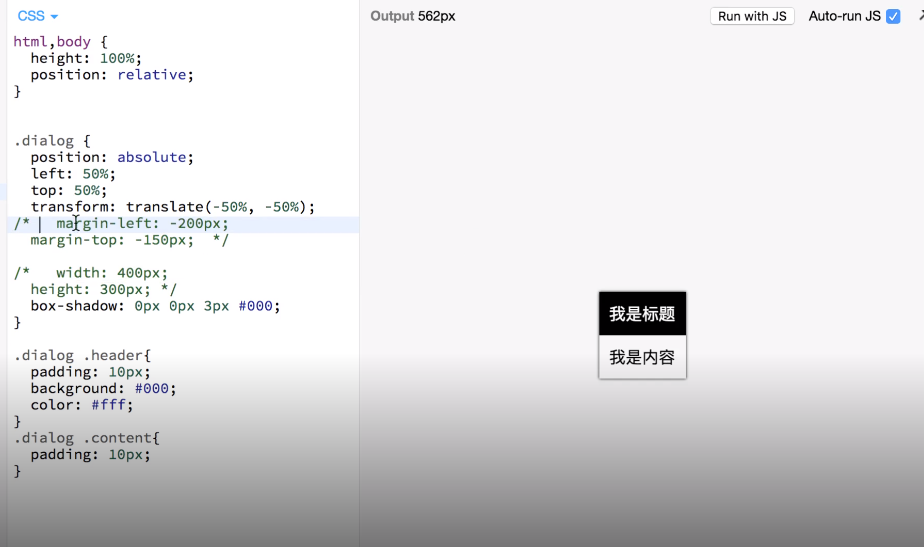 CSS
html,body {
height: 100%;
position: relative;
}
.dialog {
position: absolute;
left: 50%;
top: 50%;
transform: translate(-50%, -50%);
/* margin-left: -200px;
margin-top: -150px; */
/* width: 400px;
height: 300px; */
box-shadow: 0px 0px 3px #000;
}
.dialog .header{
padding: 10px;
background: #000;
color: #fff;
}
.dialog .content{
padding: 10px;
}
Output 562px
Run with JS
Auto-run JS
我是标题
我是内容